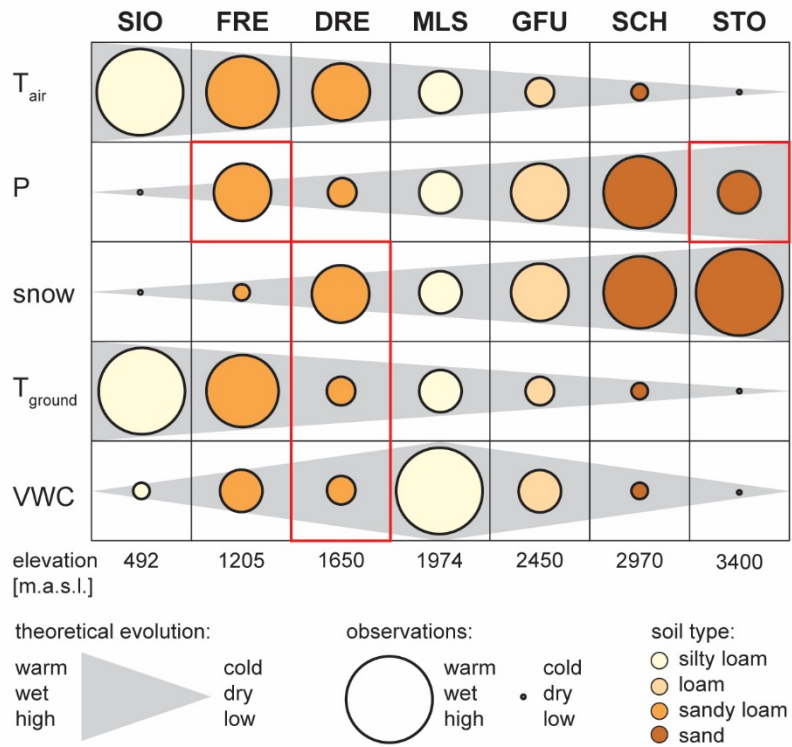 SIO FRE DRE MLS GFU SCH STO
T_air
P
snow
T_ground
VWC
elevation 492 1205 1650 1974 2450 2970 3400
[m.a.s.l.]
theoretical evolution: observations: soil type:
warm cold warm cold silty loam
wet dry wet dry loam
high low high low sandy loam
sand